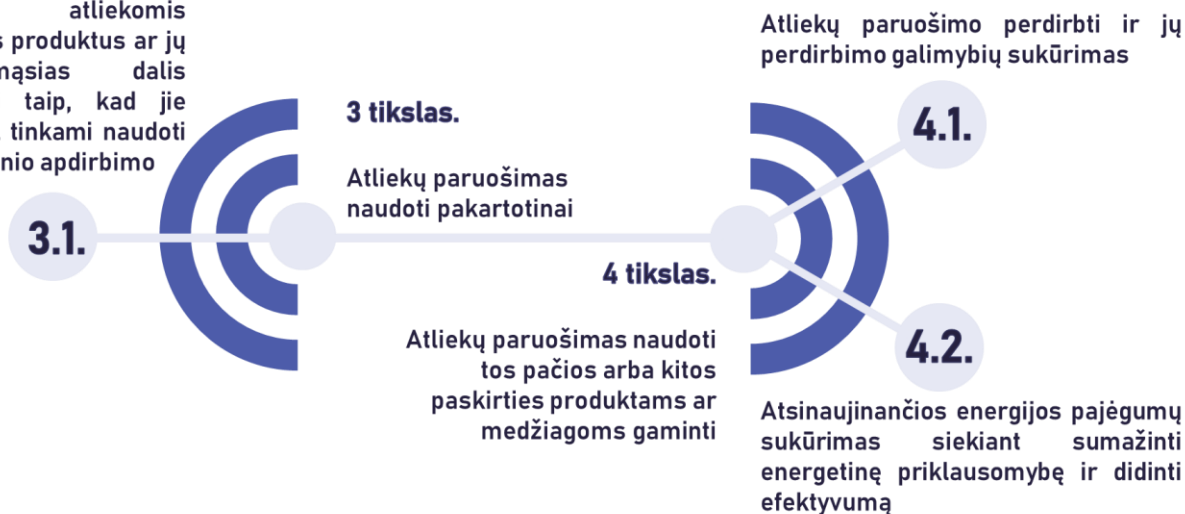 atliekomis
produktus ar jų
dalis
taip, kad jie
tinkami naudoti
apdirbimo
3.1.
3 tikslas.
Atliekų paruošimas
naudoti pakartotinai
4 tikslas.
Atliekų paruošimas naudoti
tos pačios arba kitos
paskirties produktams ar
medžiagoms gaminti
Atliekų paruošimo perdirbti ir jų
perdirbimo galimybių sukūrimas
4.1.
4.2.
Atsinaujinančios energijos pajėgumų
sukūrimas siekiant sumažinti
energetinę priklausomybę ir didinti
efektyvumą